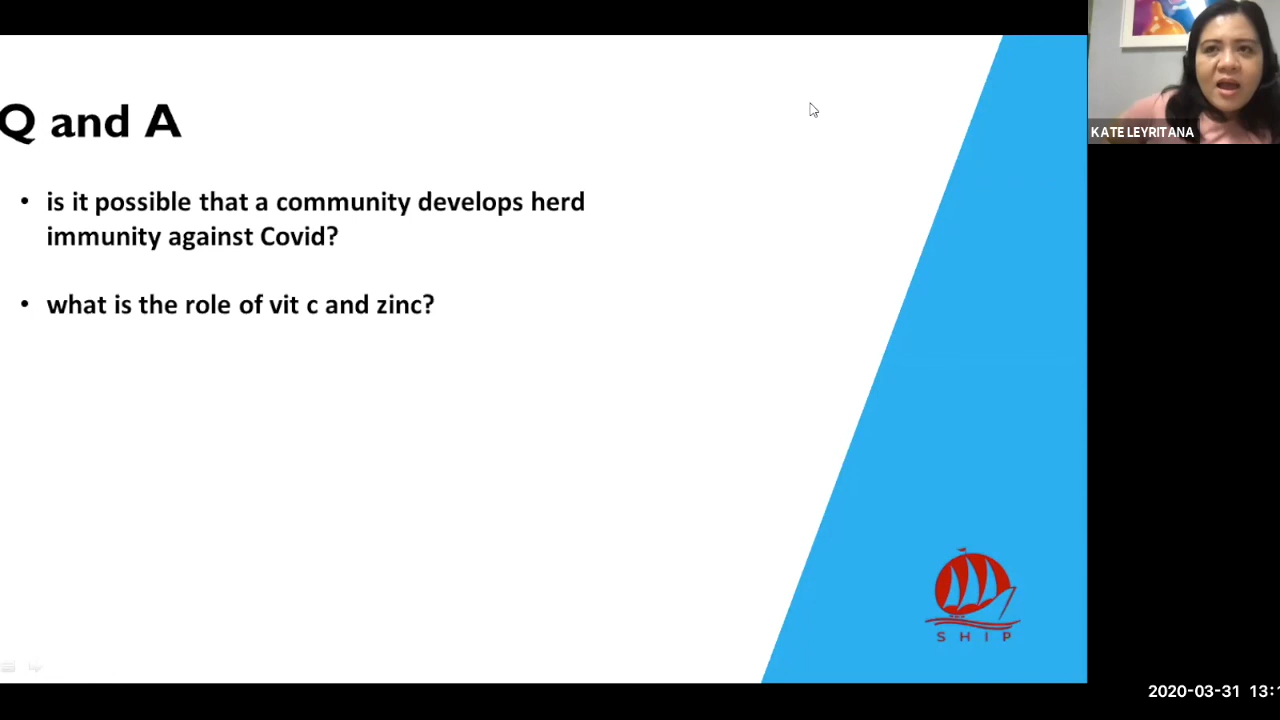 Q and A
• is it possible that a community develops herd
immunity against Covid?
• what is the role of vit c and zinc?
KATE LEYRITANA
SHIP
2020-03-31 13: